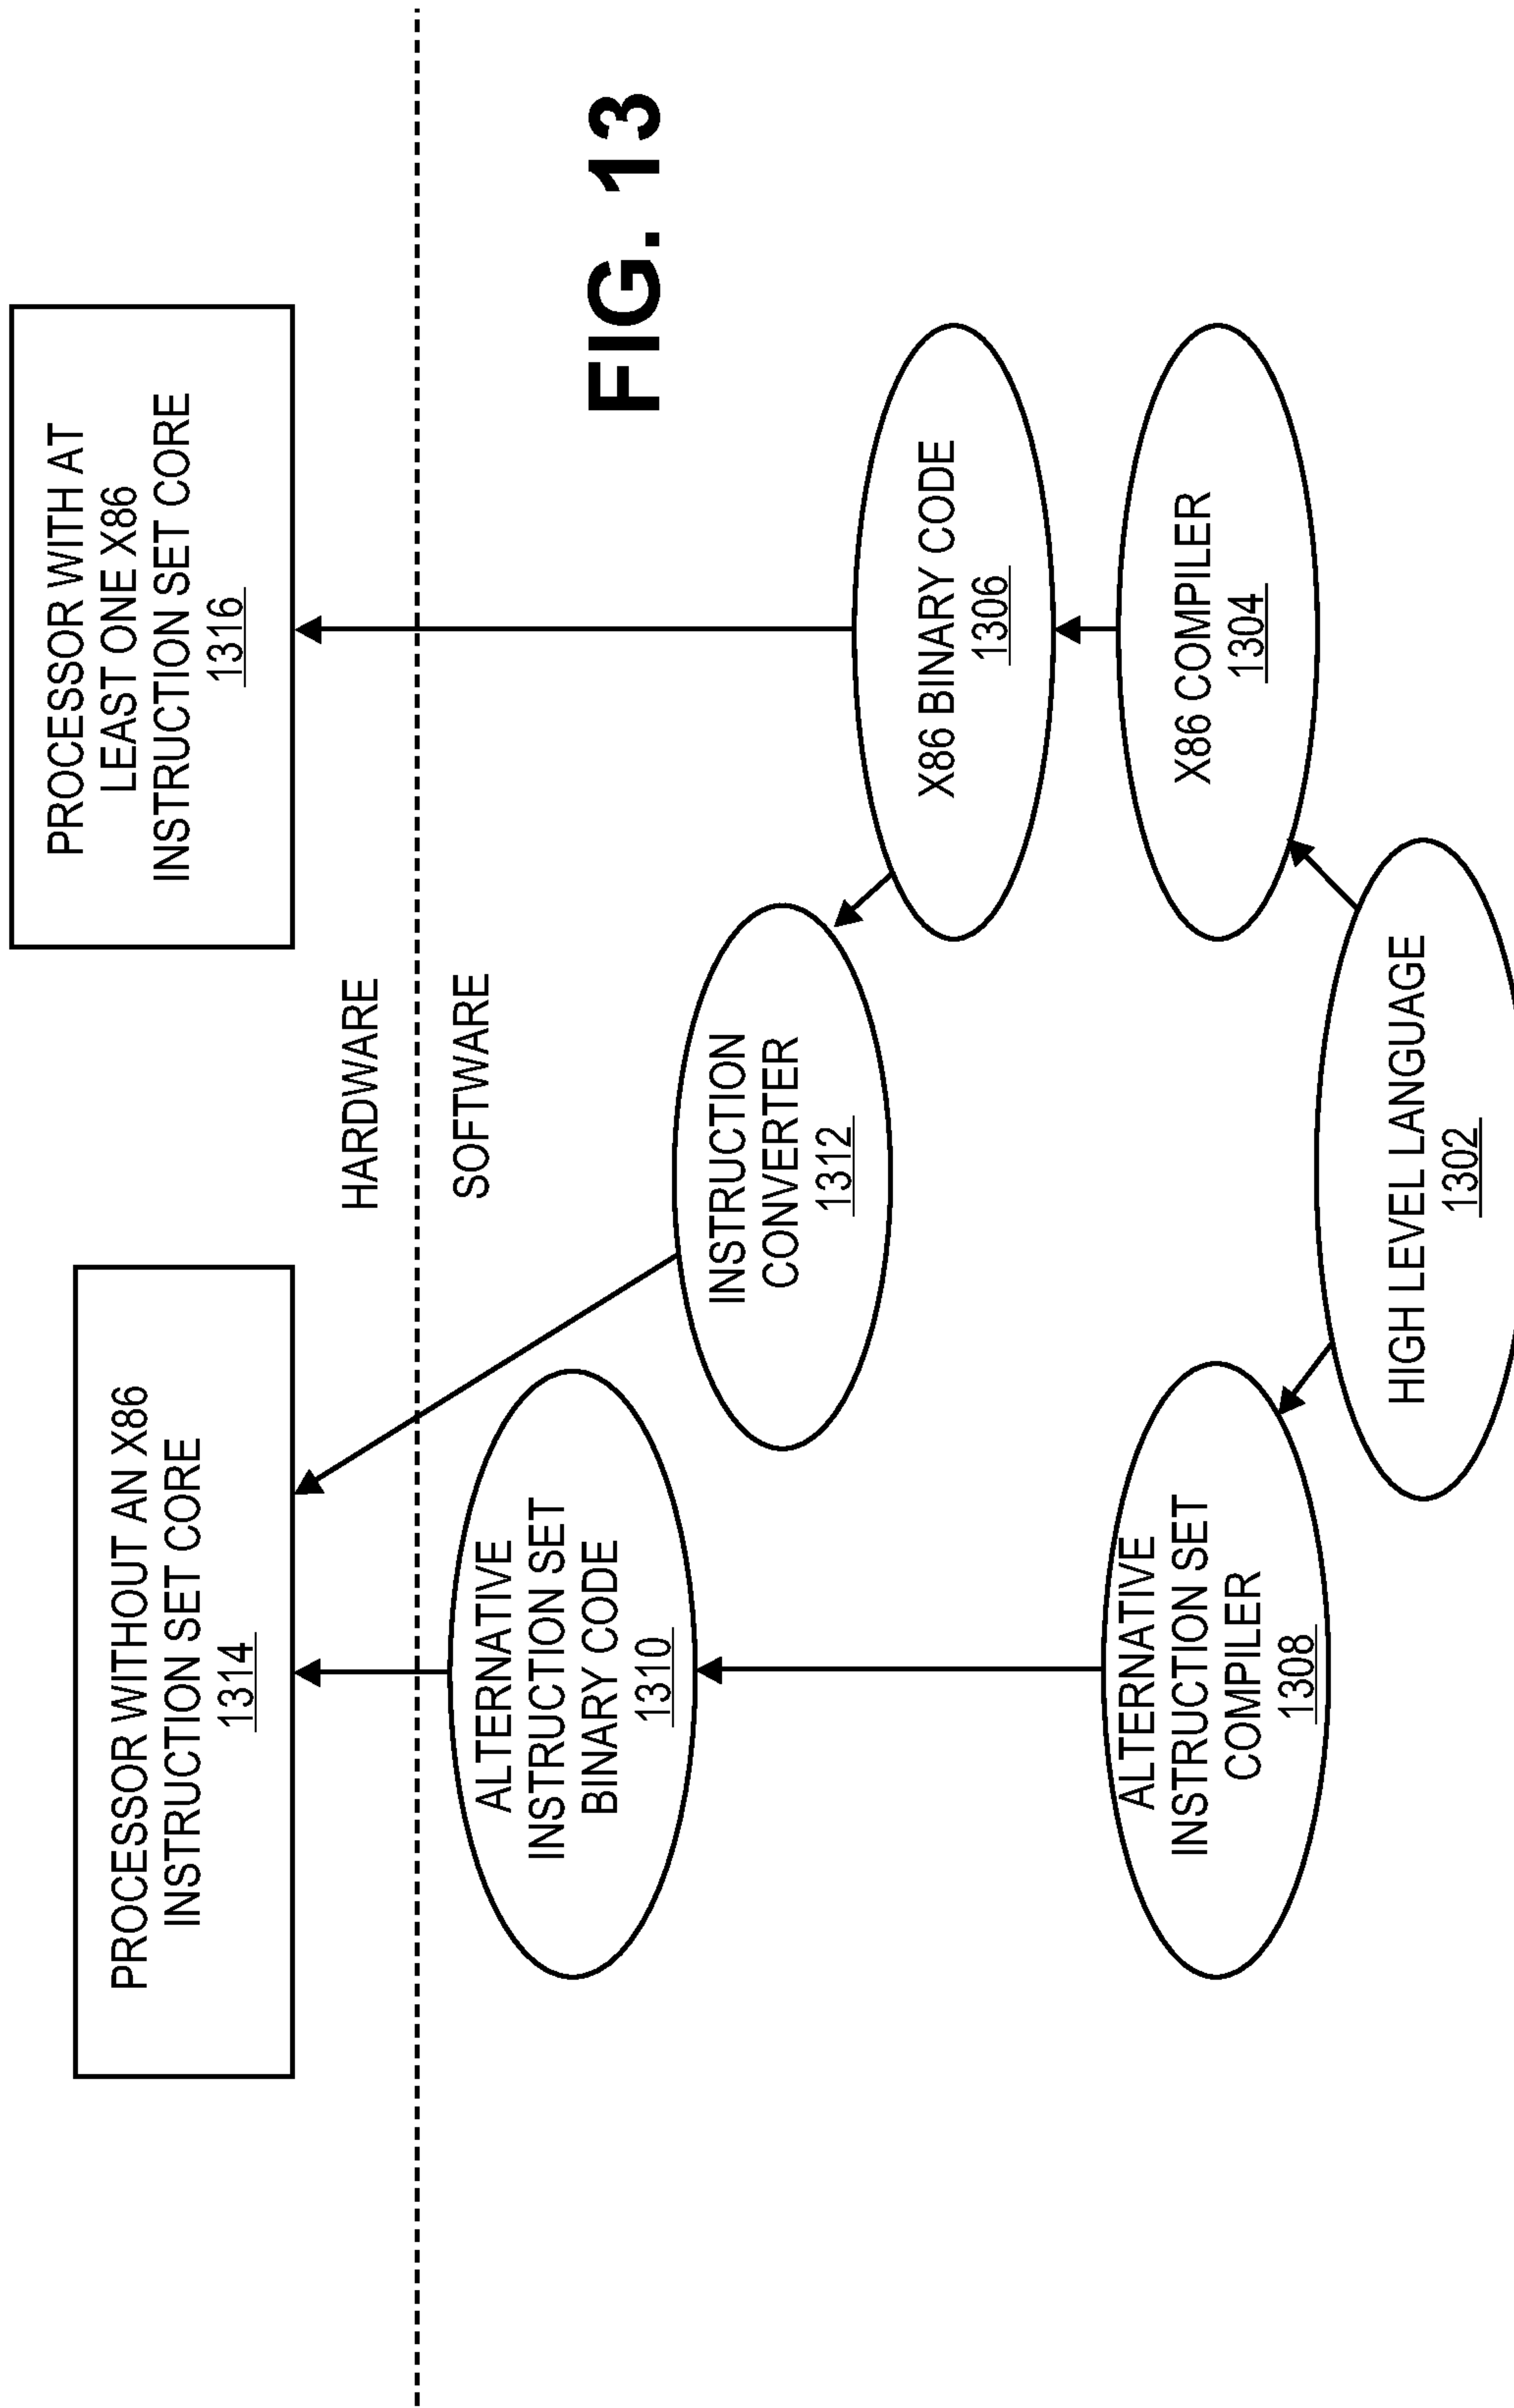 PROCESSOR WITHOUT AN X86
INSTRUCTION SET CORE
1314
PROCESSOR WITH AT
LEAST ONE X86
INSTRUCTION SET CORE
1316
HARDWARE
SOFTWARE
ALTERNATIVE
INSTRUCTION SET
BINARY CODE
1310
INSTRUCTION
CONVERTER
1312
FIG. 13
X86 BINARY CODE
1306
ALTERNATIVE
INSTRUCTION SET
COMPILER
1308
X86 COMPILER
1304
HIGH LEVEL LANGUAGE
1302